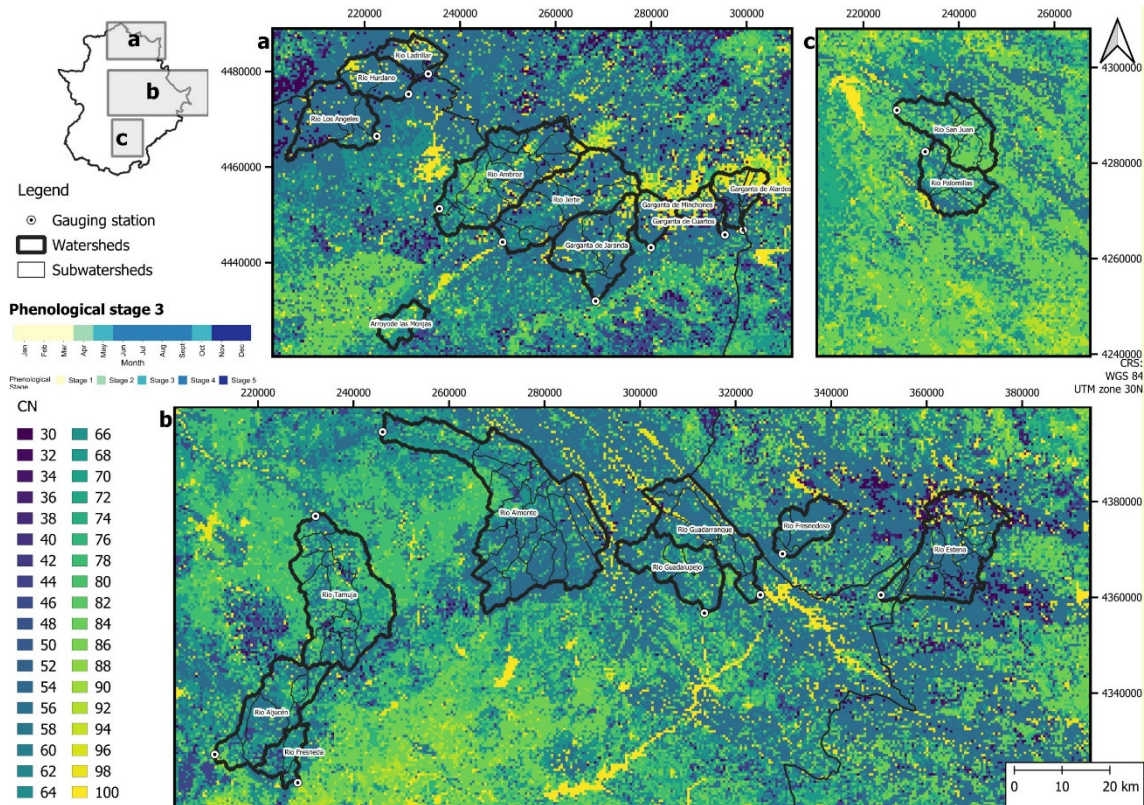 a
b
c
Legend
Gauging station
Watersheds
Subwatersheds
Phenological stage 3
Jan
Feb
Mar
Apr
May
Jun
Jul
Aug
Sept
Oct
Nov
Dec
Month
Phenological
Stage
Stage 1
Stage 2
Stage 3
Stage 4
Stage 5
CN
30 66
32 68
34 70
36 72
38 74
40 76
42 78
44 80
46 82
48 84
50 86
52 88
54 90
56 92
58 94
60 96
62 98
64 100
220000 240000 260000 280000 300000
a
4480000
4460000
4440000
Rio Ladrillar
Rio Hurdano
Rio Los Angeles
Rio Ambroz
Rio Jerte
Garganta de Alardos
Garganta de Minchones
Garganta de Cuartos
Garganta de Jaranda
Arroyo de las Monjas
220000 240000 260000
c
4300000
4280000
4260000
4240000
Rio San Juan
Rio Palomillas
CRS:
WGS 84
UTM zone 30N
220000 240000 260000 280000 300000 320000 340000 360000 380000
b
4380000
4360000
4340000
Rio Almonte
Rio Guadarranque
Rio Fresnedoso
Rio Estena
Rio Guadalupejo
Rio Tamuja
Rio Aljucén
Rio Fresneda
0 10 20 km